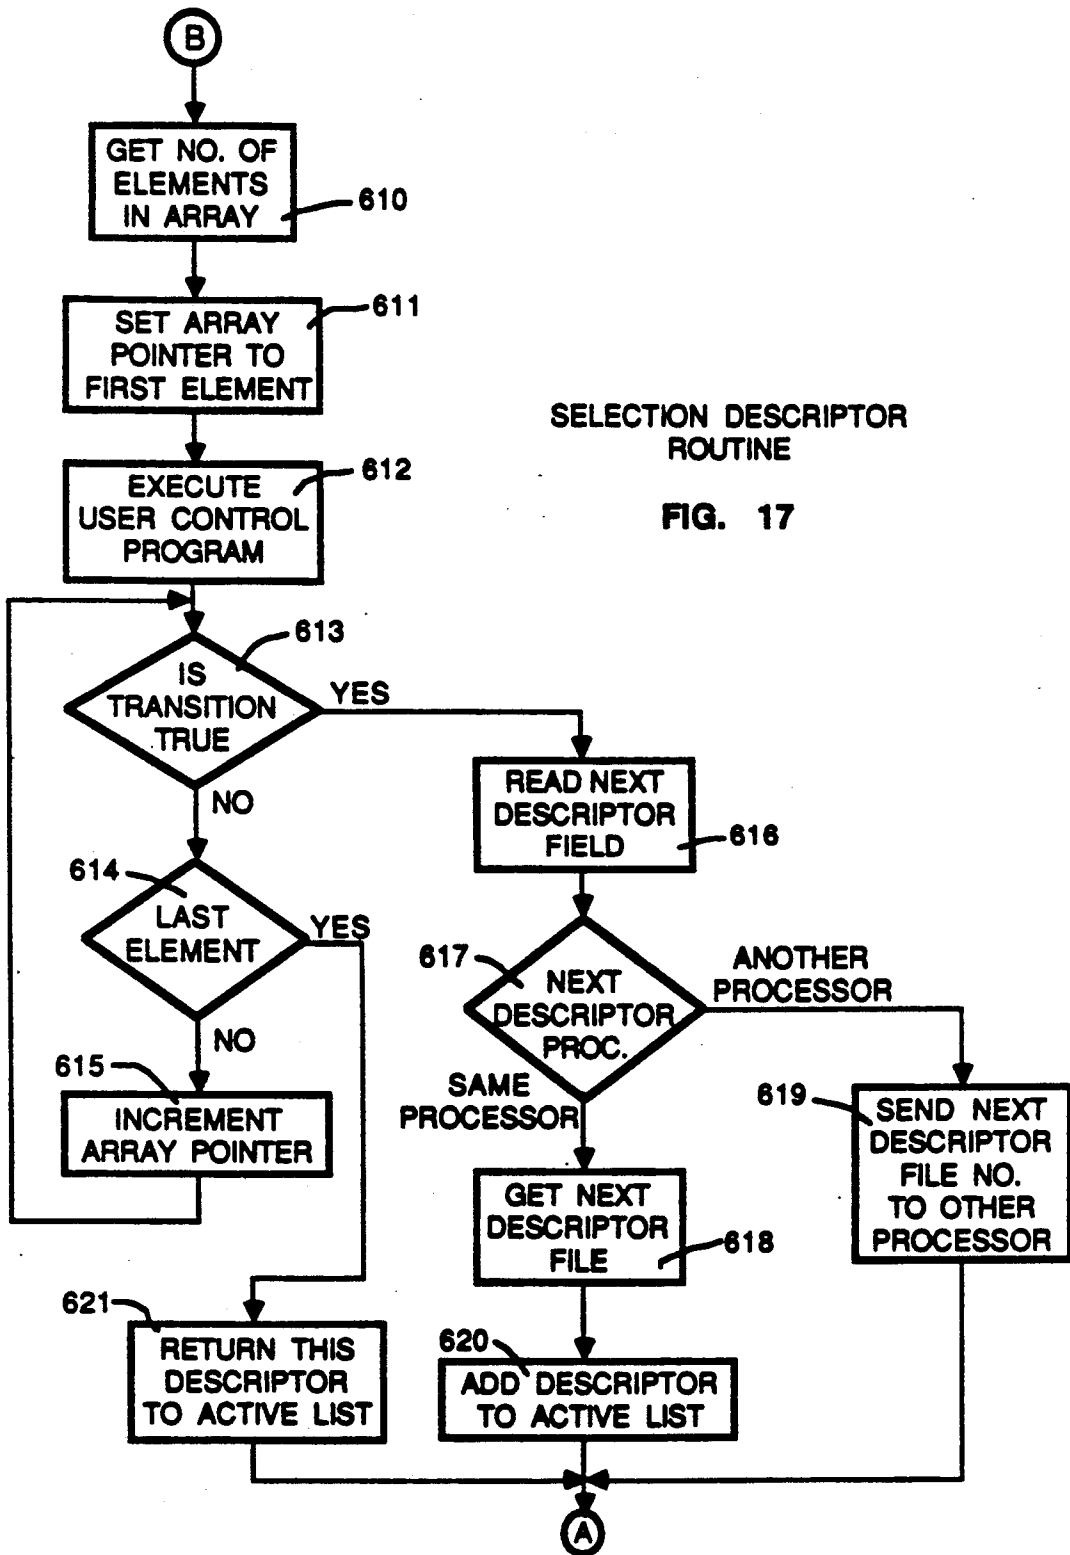 B
GET NO. OF
ELEMENTS
IN ARRAY
610
SET ARRAY
POINTER TO
FIRST ELEMENT
611
EXECUTE
USER CONTROL
PROGRAM
612
SELECTION DESCRIPTOR
ROUTINE
FIG. 17
IS
TRANSITION
TRUE
613
YES
NO
READ NEXT
DESCRIPTOR
FIELD
616
614
LAST
ELEMENT
YES
NO
617
NEXT
DESCRIPTOR
PROC.
ANOTHER
PROCESSOR
SAME
PROCESSOR
615
INCREMENT
ARRAY POINTER
619
SEND NEXT
DESCRIPTOR
FILE NO.
TO OTHER
PROCESSOR
GET NEXT
DESCRIPTOR
FILE
618
621
RETURN THIS
DESCRIPTOR
TO ACTIVE LIST
620
ADD DESCRIPTOR
TO ACTIVE LIST
A